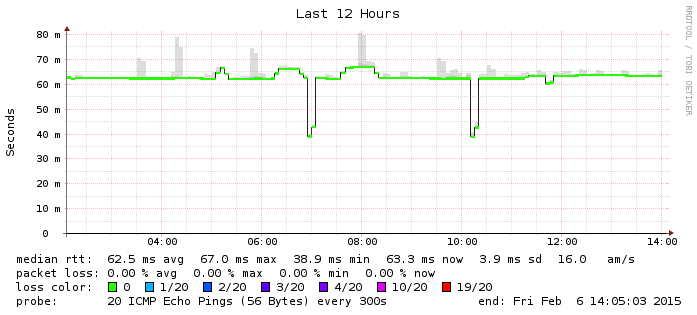 Last 12 Hours
RRDTOOL / TOBI OETIKER
Seconds
80 m
70 m
60 m
50 m
40 m
30 m
20 m
10 m
0
04:00 06:00 08:00 10:00 12:00 14:00
median rtt: 62.5 ms avg 67.0 ms max 38.9 ms min 63.3 ms now 3.9 ms sd 16.0 am/s
packet loss: 0.00 % avg 0.00 % max 0.00 % min 0.00 % now
loss color: 0 1/20 2/20 3/20 4/20 10/20 19/20
probe: 20 ICMP Echo Pings (56 Bytes) every 300s end: Fri Feb 6 14:05:03 2015